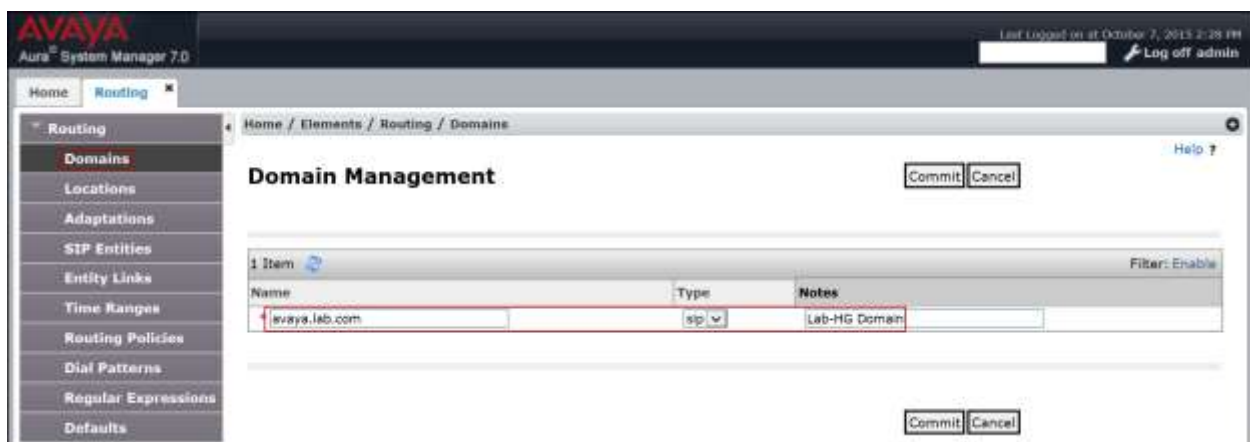 AVAYA
Aura® System Manager 7.0
Last Logged on at October 7, 2015 2:28 PM
Log off admin
Home
Routing ×
Routing
Domains
Locations
Adaptations
SIP Entities
Entity Links
Time Ranges
Routing Policies
Dial Patterns
Regular Expressions
Defaults
Home / Elements / Routing / Domains
Help ?
Domain Management
Commit Cancel
1 Item
Filter: Enable
Name Type Notes
* avaya.lab.com sip Lab-HG Domain
Commit Cancel